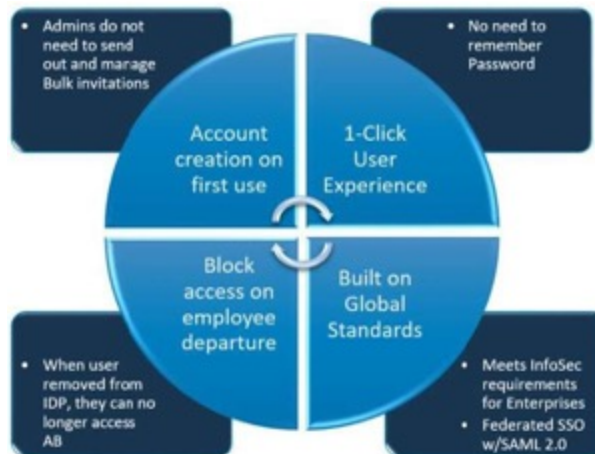 • Admins do not
need to send
out and manage
Bulk invitations
• No need to
remember
Password
Account
creation on
first use
1-Click
User
Experience
Block
access on
employee
departure
Built on
Global
Standards
• When user
removed from
IDP, they can no
longer access
AB
• Meets InfoSec
requirements
for Enterprises
• Federated SSO
w/SAML 2.0